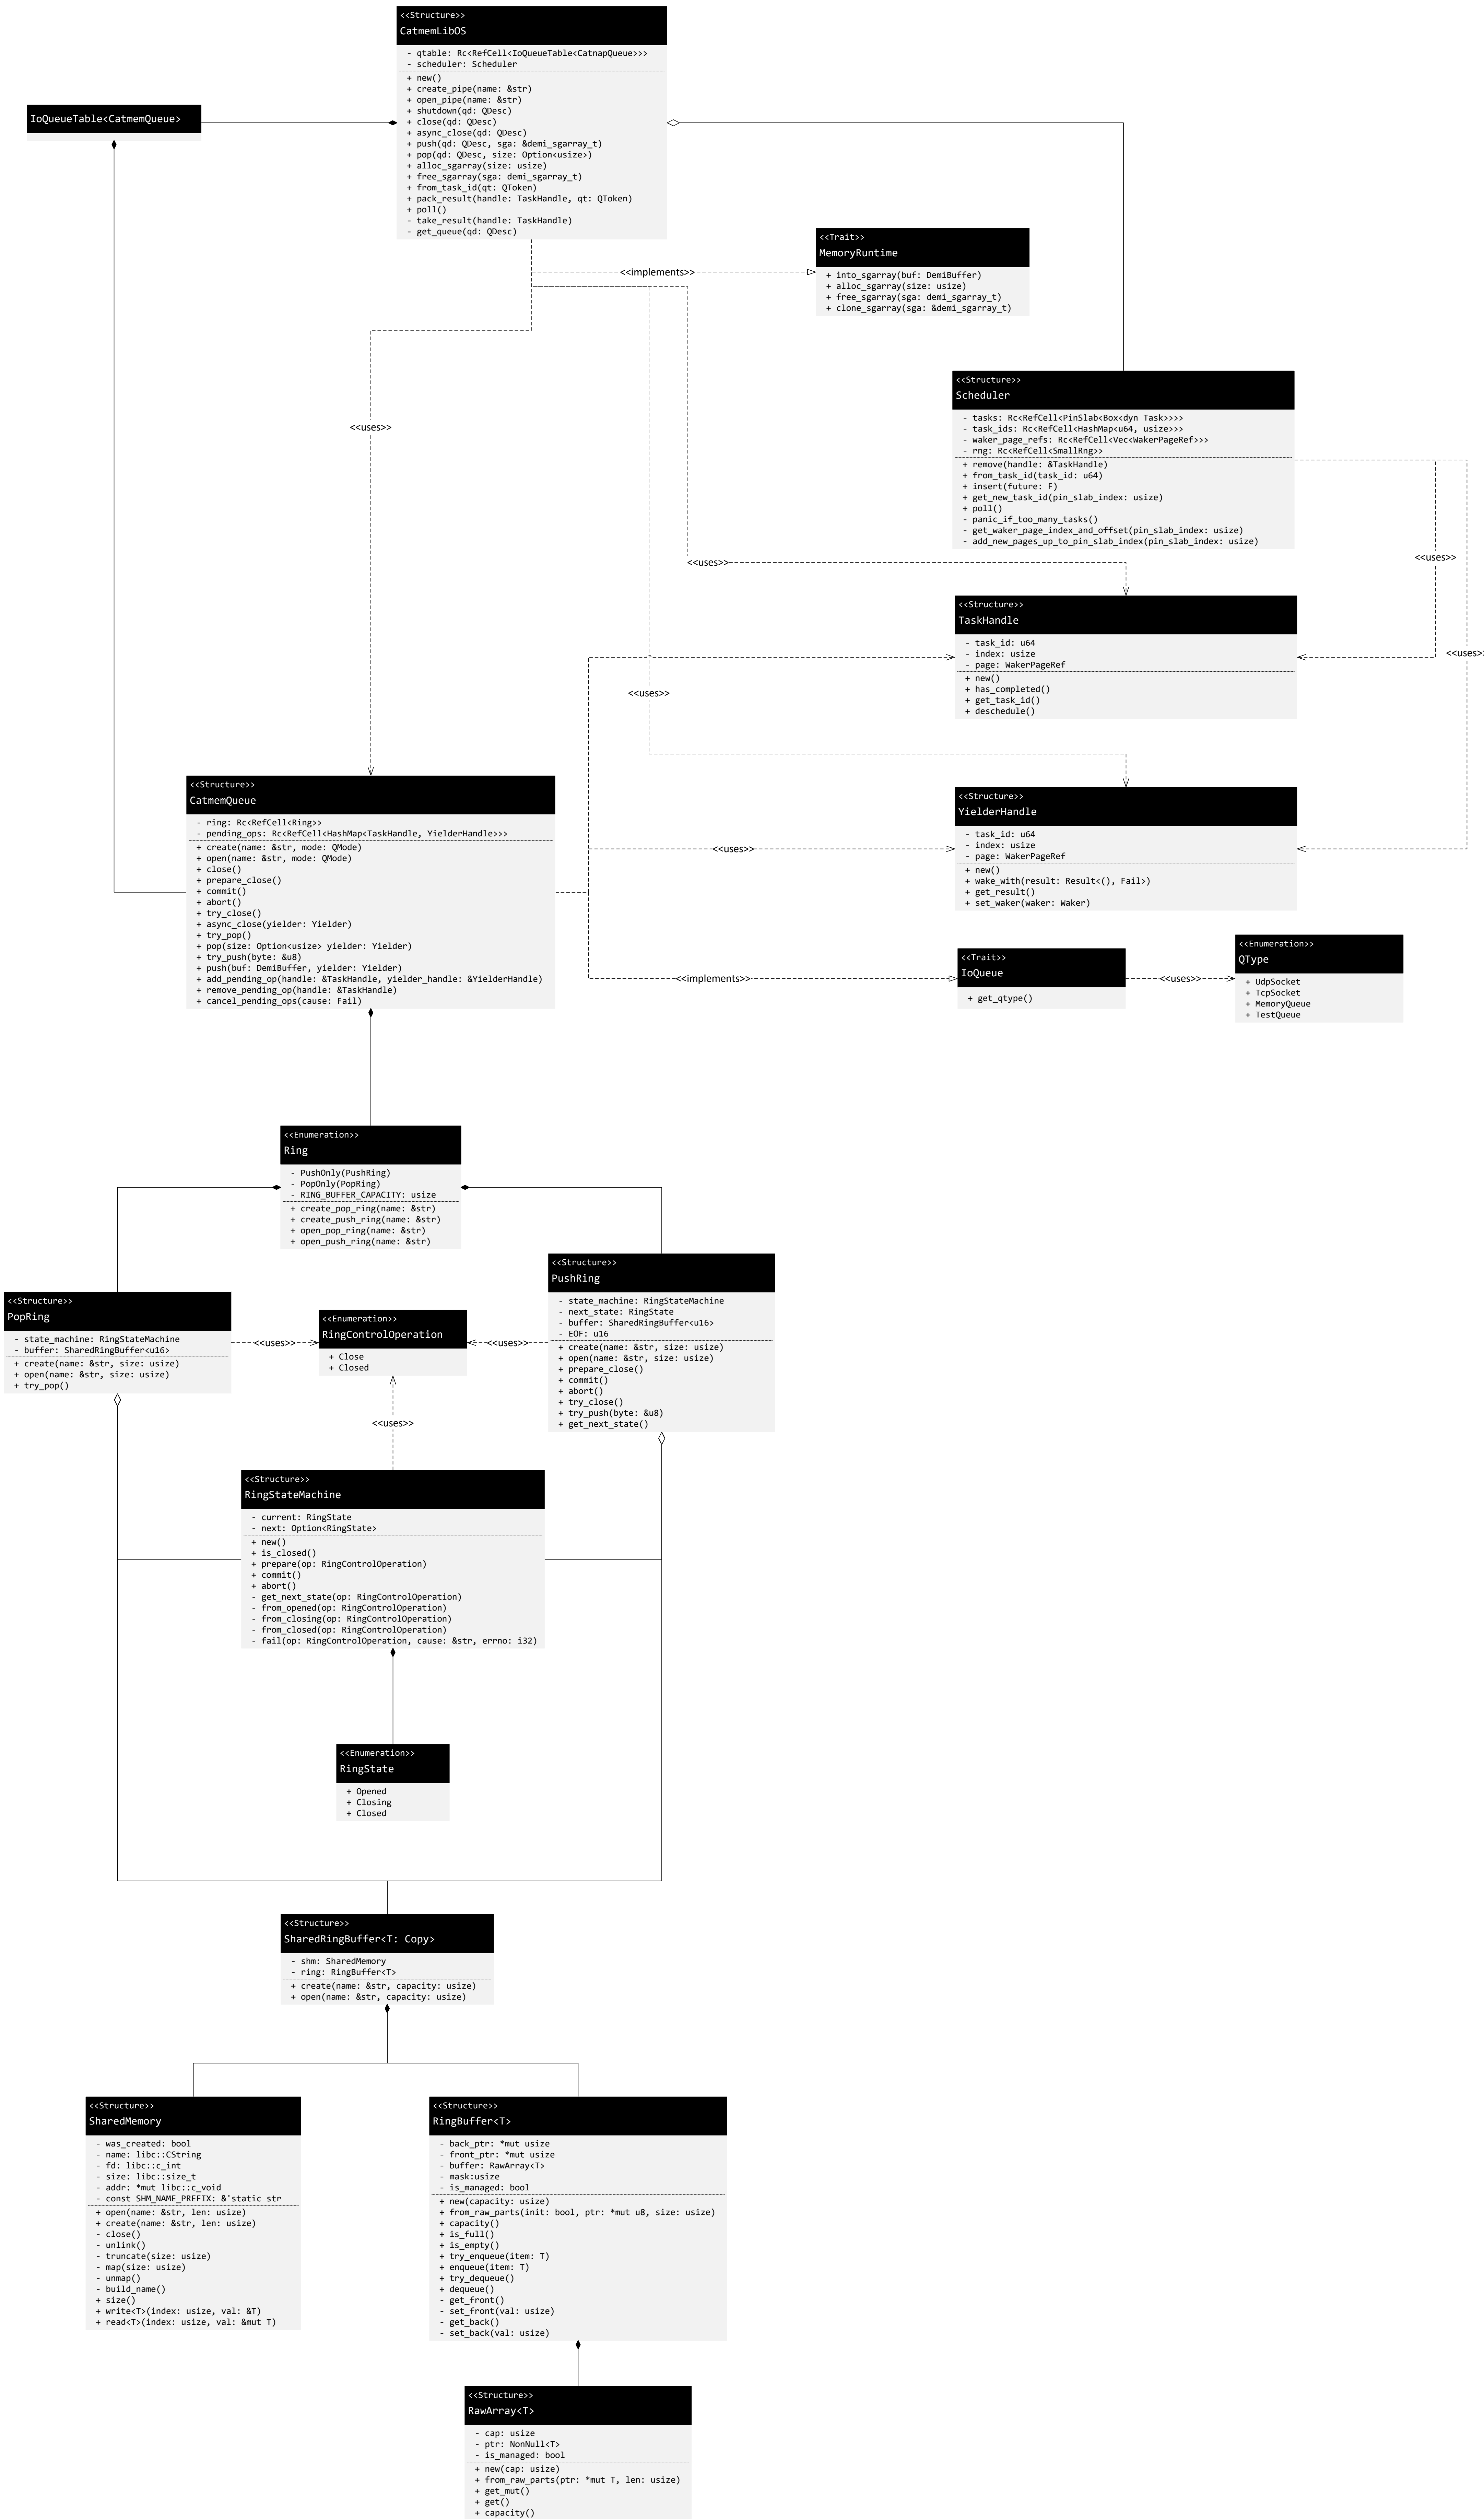 <<Structure>>
CatmemLibOS
- qtable: Rc<RefCell<IoQueueTable<CatnapQueue>>>
- scheduler: Scheduler
+ new()
+ create_pipe(name: &str)
+ open_pipe(name: &str)
+ shutdown(qd: QDesc)
+ close(qd: QDesc)
+ async_close(qd: QDesc)
+ push(qd: QDesc, sga: &demi_sgarray_t)
+ pop(qd: QDesc, size: Option<usize>)
+ alloc_sgarray(size: usize)
+ free_sgarray(sga: demi_sgarray_t)
+ from_task_id(qt: QToken)
+ pack_result(handle: TaskHandle, qt: QToken)
+ poll()
- take_result(handle: TaskHandle)
- get_queue(qd: QDesc)
IoQueueTable<CatmemQueue>
<<Trait>>
MemoryRuntime
+ into_sgarray(buf: DemiBuffer)
+ alloc_sgarray(size: usize)
+ free_sgarray(sga: demi_sgarray_t)
+ clone_sgarray(sga: &demi_sgarray_t)
<<implements>>
<<Structure>>
Scheduler
- tasks: Rc<RefCell<PinSlab<Box<dyn Task>>>>
- task_ids: Rc<RefCell<HashMap<u64, usize>>>
- waker_page_refs: Rc<RefCell<Vec<WakerPageRef>>>
- rng: Rc<RefCell<SmallRng>>
+ remove(handle: &TaskHandle)
+ from_task_id(task_id: u64)
+ insert(future: F)
+ get_new_task_id(pin_slab_index: usize)
+ poll()
- panic_if_too_many_tasks()
- get_waker_page_index_and_offset(pin_slab_index: usize)
- add_new_pages_up_to_pin_slab_index(pin_slab_index: usize)
<<uses>>
<<uses>>
<<uses>>
<<Structure>>
TaskHandle
- task_id: u64
- index: usize
- page: WakerPageRef
+ new()
+ has_completed()
+ get_task_id()
+ deschedule()
<<uses>>
<<uses>>
<<Structure>>
CatmemQueue
- ring: Rc<RefCell<Ring>>
- pending_ops: Rc<RefCell<HashMap<TaskHandle, YielderHandle>>>
+ create(name: &str, mode: QMode)
+ open(name: &str, mode: QMode)
+ close()
+ prepare_close()
+ commit()
+ abort()
+ try_close()
+ async_close(yielder: Yielder)
+ try_pop()
+ pop(size: Option<usize> yielder: Yielder)
+ try_push(byte: &u8)
+ push(buf: DemiBuffer, yielder: Yielder)
+ add_pending_op(handle: &TaskHandle, yielder_handle: &YielderHandle)
+ remove_pending_op(handle: &TaskHandle)
+ cancel_pending_ops(cause: Fail)
<<Structure>>
YielderHandle
- task_id: u64
- index: usize
- page: WakerPageRef
+ new()
+ wake_with(result: Result<(), Fail>)
+ get_result()
+ set_waker(waker: Waker)
<<uses>>
<<implements>>
<<Trait>>
IoQueue
+ get_qtype()
<<uses>>
<<Enumeration>>
QType
+ UdpSocket
+ TcpSocket
+ MemoryQueue
+ TestQueue
<<Enumeration>>
Ring
- PushOnly(PushRing)
- PopOnly(PopRing)
- RING_BUFFER_CAPACITY: usize
+ create_pop_ring(name: &str)
+ create_push_ring(name: &str)
+ open_pop_ring(name: &str)
+ open_push_ring(name: &str)
<<Structure>>
PopRing
- state_machine: RingStateMachine
- buffer: SharedRingBuffer<u16>
+ create(name: &str, size: usize)
+ open(name: &str, size: usize)
+ try_pop()
<<uses>>
<<Enumeration>>
RingControlOperation
+ Close
+ Closed
<<uses>>
<<Structure>>
PushRing
- state_machine: RingStateMachine
- next_state: RingState
- buffer: SharedRingBuffer<u16>
- EOF: u16
+ create(name: &str, size: usize)
+ open(name: &str, size: usize)
+ prepare_close()
+ commit()
+ abort()
+ try_close()
+ try_push(byte: &u8)
+ get_next_state()
<<uses>>
<<Structure>>
RingStateMachine
- current: RingState
- next: Option<RingState>
+ new()
+ is_closed()
+ prepare(op: RingControlOperation)
+ commit()
+ abort()
- get_next_state(op: RingControlOperation)
- from_opened(op: RingControlOperation)
- from_closing(op: RingControlOperation)
- from_closed(op: RingControlOperation)
- fail(op: RingControlOperation, cause: &str, errno: i32)
<<Enumeration>>
RingState
+ Opened
+ Closing
+ Closed
<<Structure>>
SharedRingBuffer<T: Copy>
- shm: SharedMemory
- ring: RingBuffer<T>
+ create(name: &str, capacity: usize)
+ open(name: &str, capacity: usize)
<<Structure>>
SharedMemory
- was_created: bool
- name: libc::CString
- fd: libc::c_int
- size: libc::size_t
- addr: *mut libc::c_void
- const SHM_NAME_PREFIX: &'static str
+ open(name: &str, len: usize)
+ create(name: &str, len: usize)
- close()
- unlink()
- truncate(size: usize)
- map(size: usize)
- unmap()
- build_name()
+ size()
+ write<T>(index: usize, val: &T)
+ read<T>(index: usize, val: &mut T)
<<Structure>>
RingBuffer<T>
- back_ptr: *mut usize
- front_ptr: *mut usize
- buffer: RawArray<T>
- mask:usize
- is_managed: bool
+ new(capacity: usize)
+ from_raw_parts(init: bool, ptr: *mut u8, size: usize)
+ capacity()
+ is_full()
+ is_empty()
+ try_enqueue(item: T)
+ enqueue(item: T)
+ try_dequeue()
+ dequeue()
- get_front()
- set_front(val: usize)
- get_back()
- set_back(val: usize)
<<Structure>>
RawArray<T>
- cap: usize
- ptr: NonNull<T>
- is_managed: bool
+ new(cap: usize)
+ from_raw_parts(ptr: *mut T, len: usize)
+ get_mut()
+ get()
+ capacity()